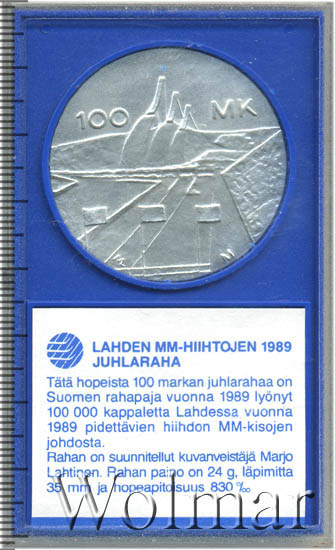 100 MK
M M
LAHDEN MM-HIIHTOJEN 1989
JUHLARAHA
Tätä hopeista 100 markan juhlarahaa on
Suomen rahapaja vuonna 1989 lyönyt
100 000 kappaletta Lahdessa vuonna
1989 pidettävien hiihdon MM-kisojen
johdosta.
Rahan on suunnitellut kuvanveistäjä Marjo
Lahtinen. Rahan paino on 24 g, läpimitta
35 mm ja hopeapitoisuus 830 ‰
Wolmar